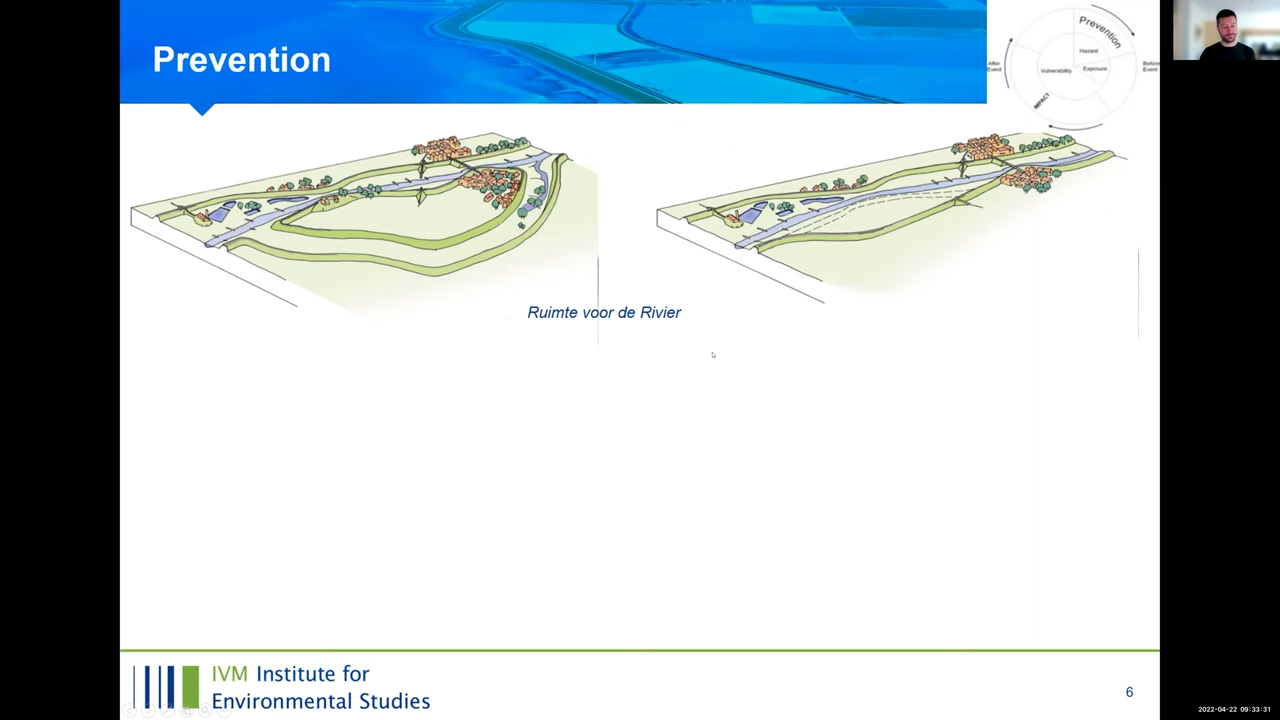 Prevention
Prevention
Hazard
After
Event
Vulnerability
Exposure
Before
Event
IMPACT
Ruimte voor de Rivier
IVM Institute for
Environmental Studies
6
2022-04-22 09:33:31